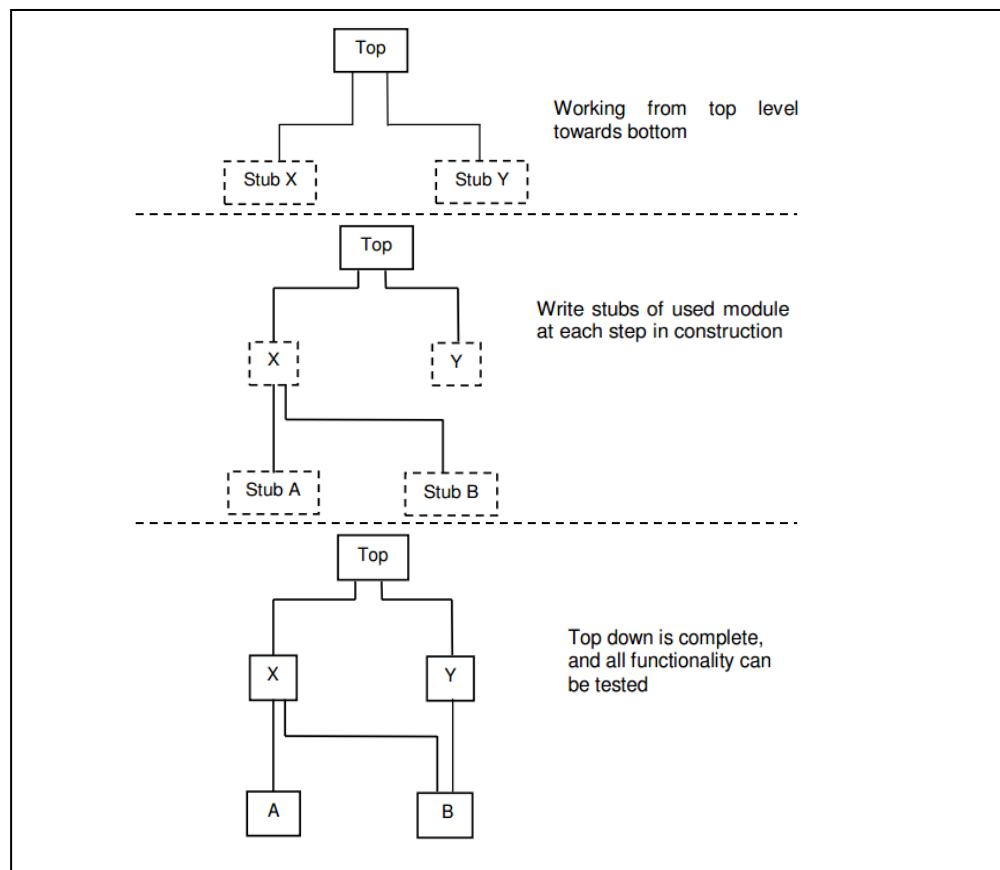 Top
Working from top level
towards bottom
Stub X
Stub Y
Top
Write stubs of used module
at each step in construction
X
Y
Stub A
Stub B
Top
Top down is complete,
and all functionality can
be tested
X
Y
A
B